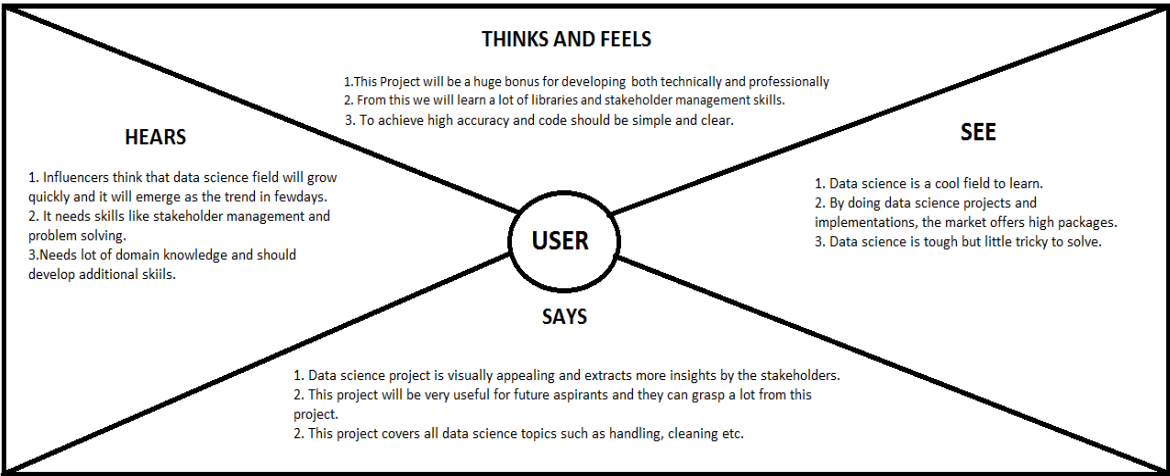 THINKS AND FEELS
1.This Project will be a huge bonus for developing both technically and professionally
2. From this we will learn a lot of libraries and stakeholder management skills.
3. To achieve high accuracy and code should be simple and clear.
HEARS
1. Influencers think that data science field will grow
quickly and it will emerge as the trend in fewdays.
2. It needs skills like stakeholder management and
problem solving.
3.Needs lot of domain knowledge and should
develop additional skiils.
SEE
1. Data science is a cool field to learn.
2. By doing data science projects and
implementations, the market offers high packages.
3. Data science is tough but little tricky to solve.
USER
SAYS
1. Data science project is visually appealing and extracts more insights by the stakeholders.
2. This project will be very useful for future aspirants and they can grasp a lot from this
project.
2. This project covers all data science topics such as handling, cleaning etc.